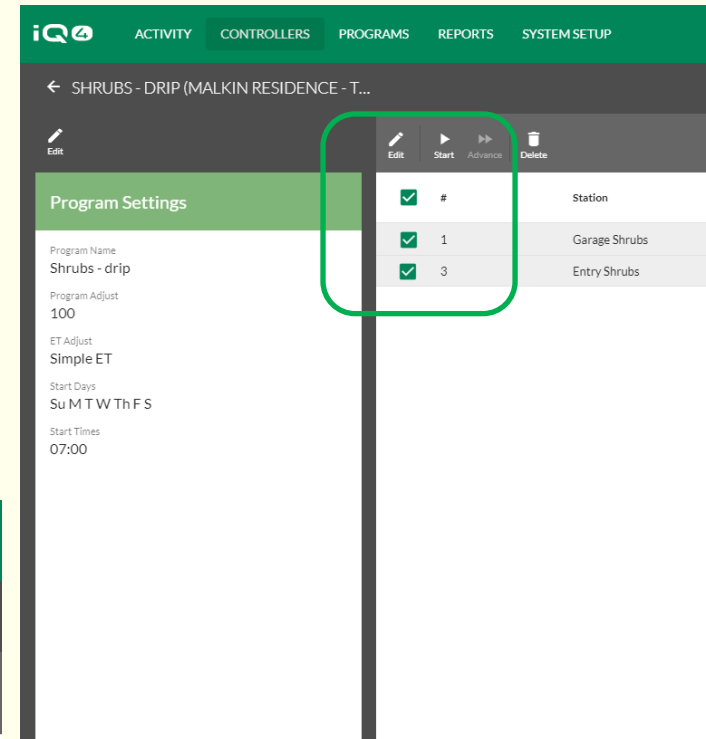 iQ4 ACTIVITY CONTROLLERS PROGRAMS REPORTS SYSTEM SETUP
SHRUBS - DRIP (MALKIN RESIDENCE - T...
Edit
Edit Start Advance Delete
Program Settings
Program Name
Shrubs - drip
Program Adjust
100
ET Adjust
Simple ET
Start Days
Su M T W Th F S
Start Times
07:00
# Station
1 Garage Shrubs
3 Entry Shrubs